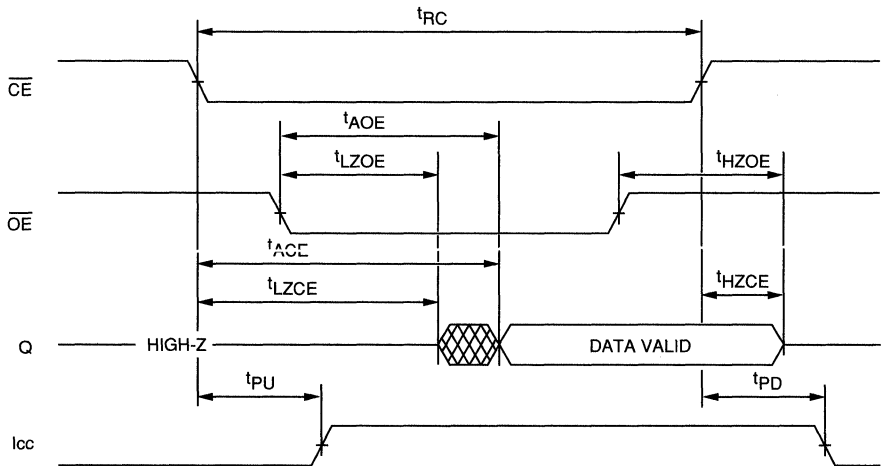 tRC
CE
tAOE
tLZOE
tHZOE
OE
tACE
tLZCE
tHZCE
Q
HIGH-Z
DATA VALID
tPU
tPD
Icc